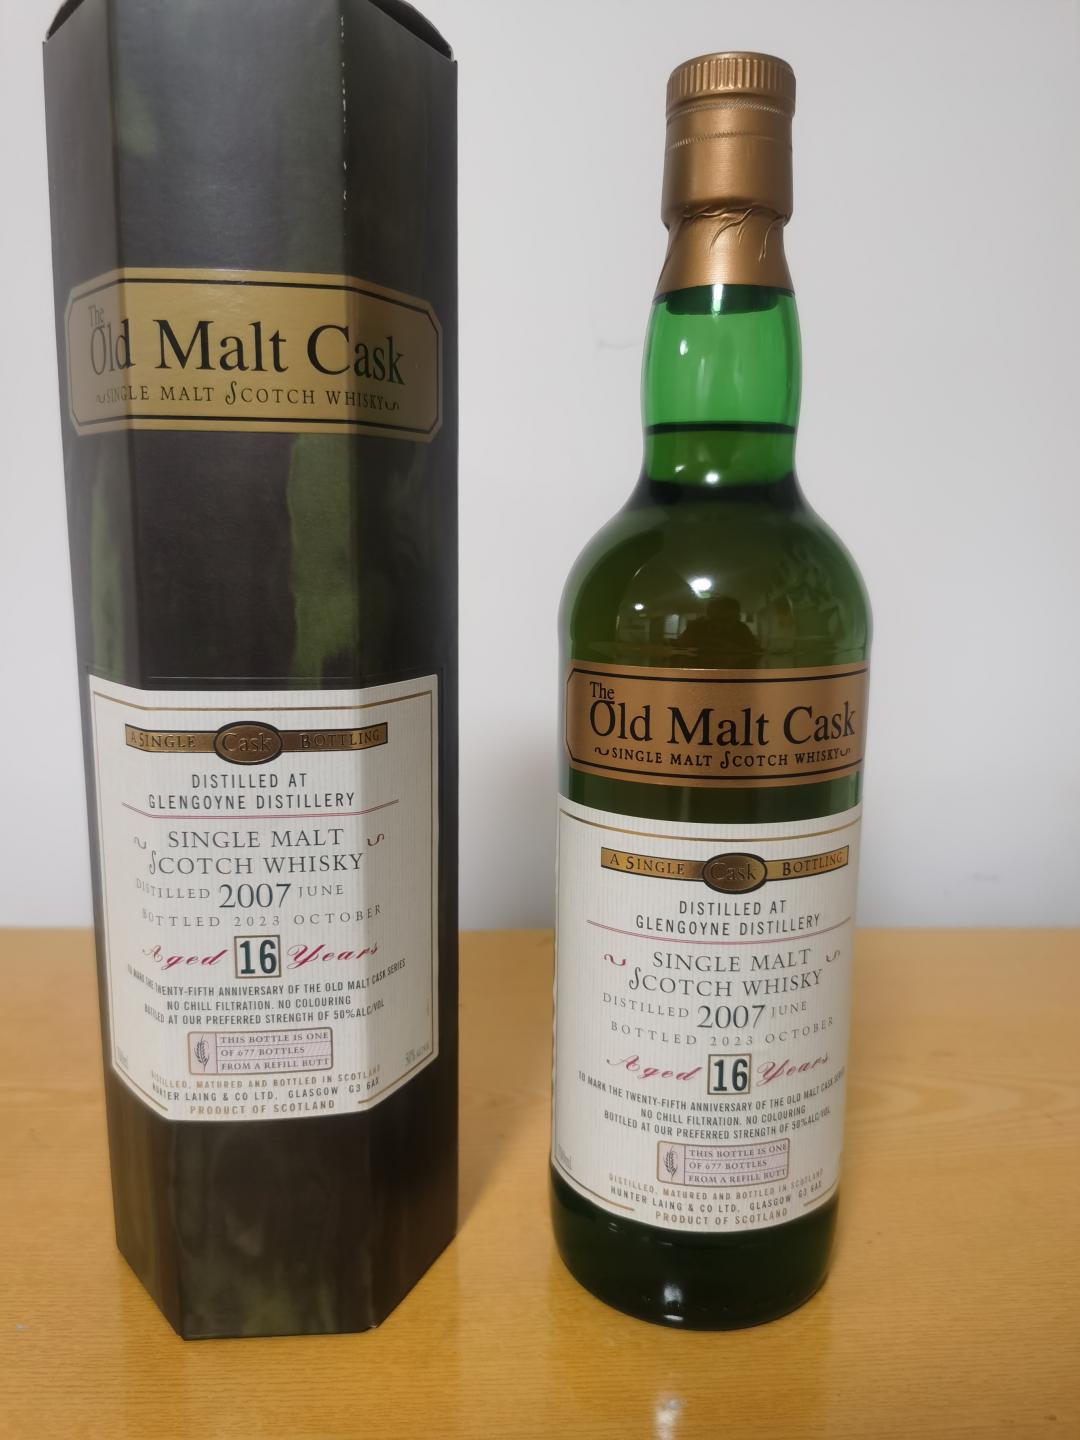 The
Old Malt Cask
SINGLE MALT SCOTCH WHISKY
A SINGLE Cask BOTTLING
DISTILLED AT
GLENGOYNE DISTILLERY
SINGLE MALT
SCOTCH WHISKY
DISTILLED 2007 JUNE
BOTTLED 2023 OCTOBER
Aged 16 Years
TO MARK THE TWENTY-FIFTH ANNIVERSARY OF THE OLD MALT CASK SERIES
NO CHILL FILTRATION. NO COLOURING
BOTTLED AT OUR PREFERRED STRENGTH OF 50%ALC/VOL
THIS BOTTLE IS ONE
OF 677 BOTTLES
FROM A REFILL BUTT
DISTILLED, MATURED AND BOTTLED IN SCOTLAND
HUNTER LAING & CO LTD, GLASGOW G3 6AX
PRODUCT OF SCOTLAND
The
Old Malt Cask
SINGLE MALT SCOTCH WHISKY
A SINGLE Cask BOTTLING
DISTILLED AT
GLENGOYNE DISTILLERY
SINGLE MALT
SCOTCH WHISKY
DISTILLED 2007 JUNE
BOTTLED 2023 OCTOBER
Aged 16 Years
TO MARK THE TWENTY-FIFTH ANNIVERSARY OF THE OLD MALT CASK SERIES
NO CHILL FILTRATION. NO COLOURING
BOTTLED AT OUR PREFERRED STRENGTH OF 50%ALC/VOL
THIS BOTTLE IS ONE
OF 677 BOTTLES
FROM A REFILL BUTT
DISTILLED, MATURED AND BOTTLED IN SCOTLAND
HUNTER LAING & CO LTD, GLASGOW G3 6AX
PRODUCT OF SCOTLAND